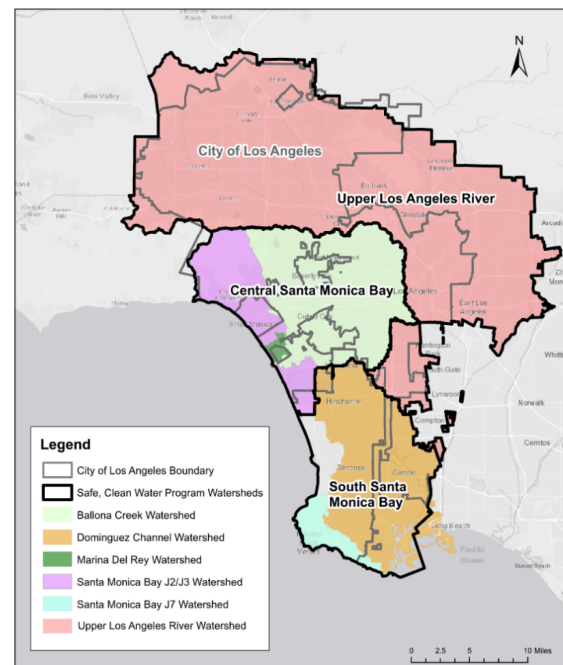 N
Simi Valley
City of Los Angeles
Burbank
Upper Los Angeles River
Glendale
Arcadi
Central Santa Monica Bay
Los Angeles
Culver City
East Los
Angeles
Santa Monica
Huntington
Park
South Gate
Whitt
Lynwood
Hawthorne
Compton
Norwalk
Cerritos
Torrance
Carson
South Santa
Monica Bay
Long Beach
Pacific
Ocean
Legend
City of Los Angeles Boundary
Safe, Clean Water Program Watersheds
Ballona Creek Watershed
Dominguez Channel Watershed
Marina Del Rey Watershed
Santa Monica Bay J2/J3 Watershed
Santa Monica Bay J7 Watershed
Upper Los Angeles River Watershed
0 2.5 5 10 Miles